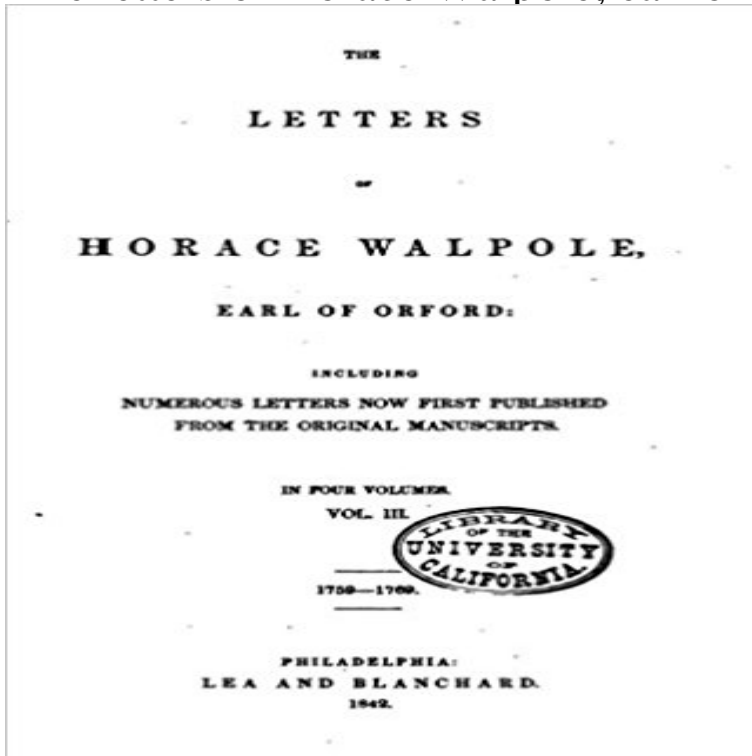 THE
LETTERS
OF
HORACE WALPOLE,
EARL OF ORFORD:
INCLUDING
NUMEROUS LETTERS NOW FIRST PUBLISHED
FROM THE ORIGINAL MANUSCRIPTS.
IN FOUR VOLUMES.
VOL. III.
LIBRARY
OF THE
UNIVERSITY
OF
CALIFORNIA.
1759—1769.
PHILADELPHIA:
LEA AND BLANCHARD.
1842.